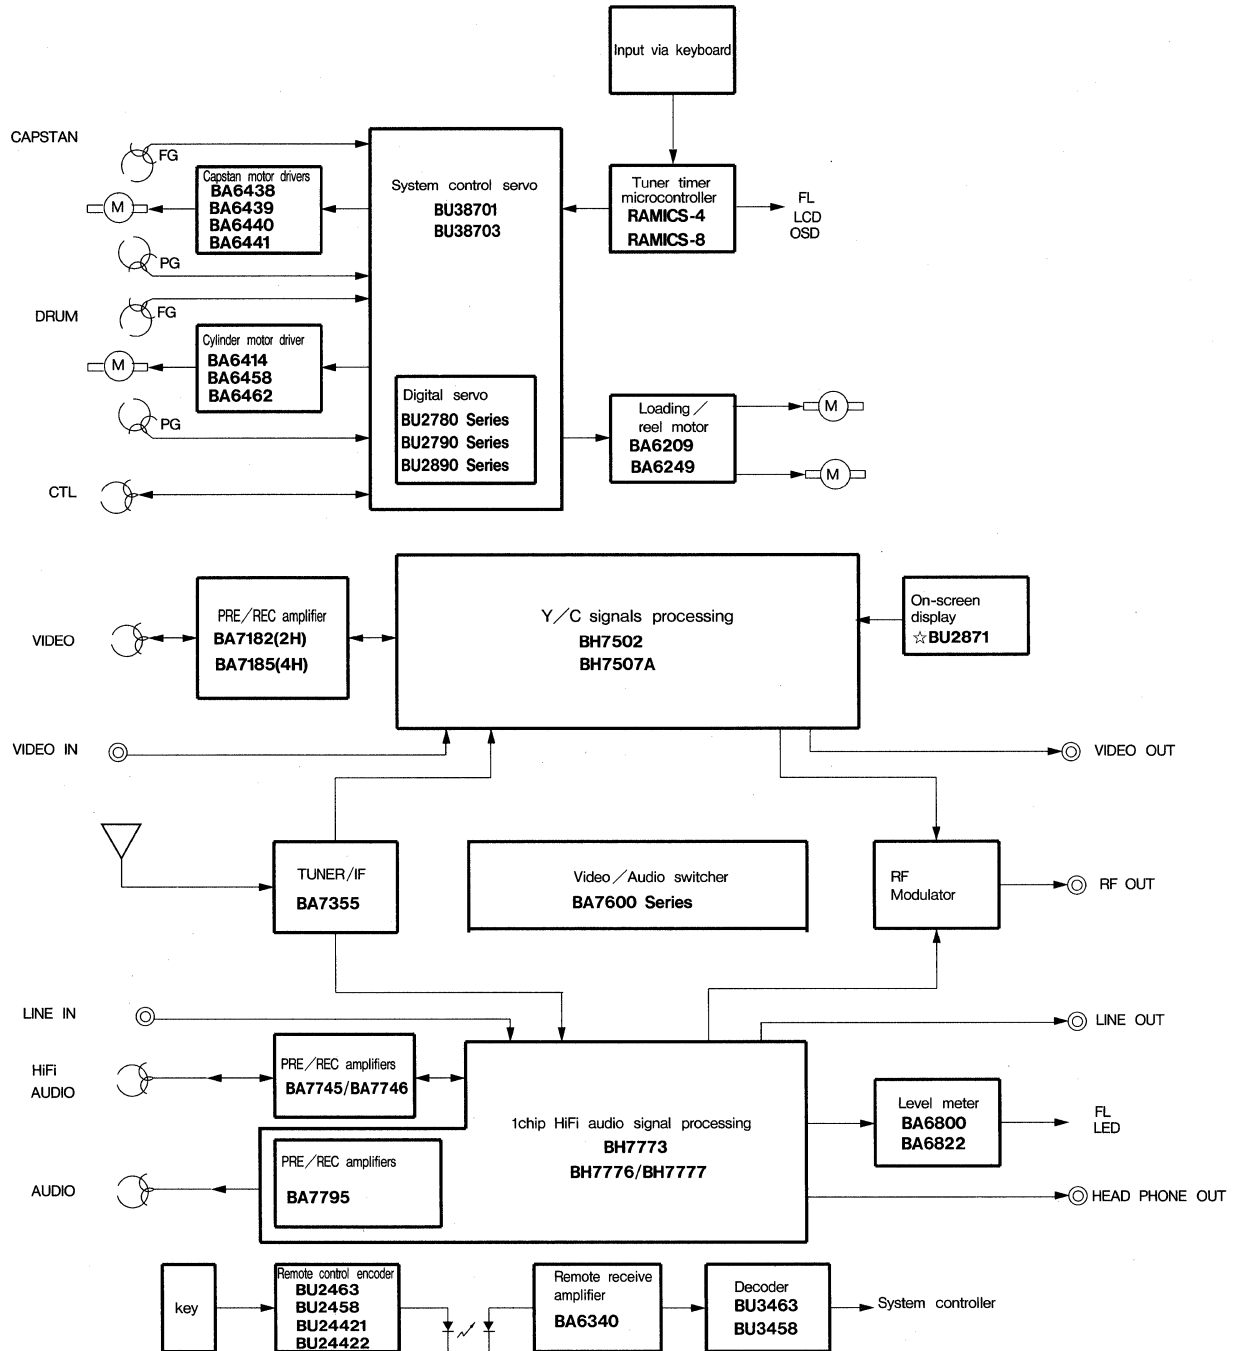 Input via keyboard
CAPSTAN
FG
Capstan motor drivers
BA6438
BA6439
BA6440
BA6441
M
PG
System control servo
BU38701
BU38703
Tuner timer
microcontroller
RAMICS-4
RAMICS-8
FL
LCD
OSD
DRUM
FG
Cylinder motor driver
BA6414
BA6458
BA6462
M
PG
Digital servo
BU2780 Series
BU2790 Series
BU2890 Series
Loading／
reel motor
BA6209
BA6249
M
M
CTL
VIDEO
PRE／REC amplifier
BA7182(2H)
BA7185(4H)
Y／C signals processing
BH7502
BH7507A
On-screen
display
☆BU2871
VIDEO IN
VIDEO OUT
TUNER/IF
BA7355
Video／Audio switcher
BA7600 Series
RF
Modulator
RF OUT
LINE IN
LINE OUT
HiFi
AUDIO
PRE／REC amplifiers
BA7745/BA7746
1chip HiFi audio signal processing
BH7773
BH7776/BH7777
Level meter
BA6800
BA6822
FL
LED
AUDIO
PRE／REC amplifiers
BA7795
HEAD PHONE OUT
key
Remote control encoder
BU2463
BU2458
BU24421
BU24422
Remote receive
amplifier
BA6340
Decoder
BU3463
BU3458
System controller